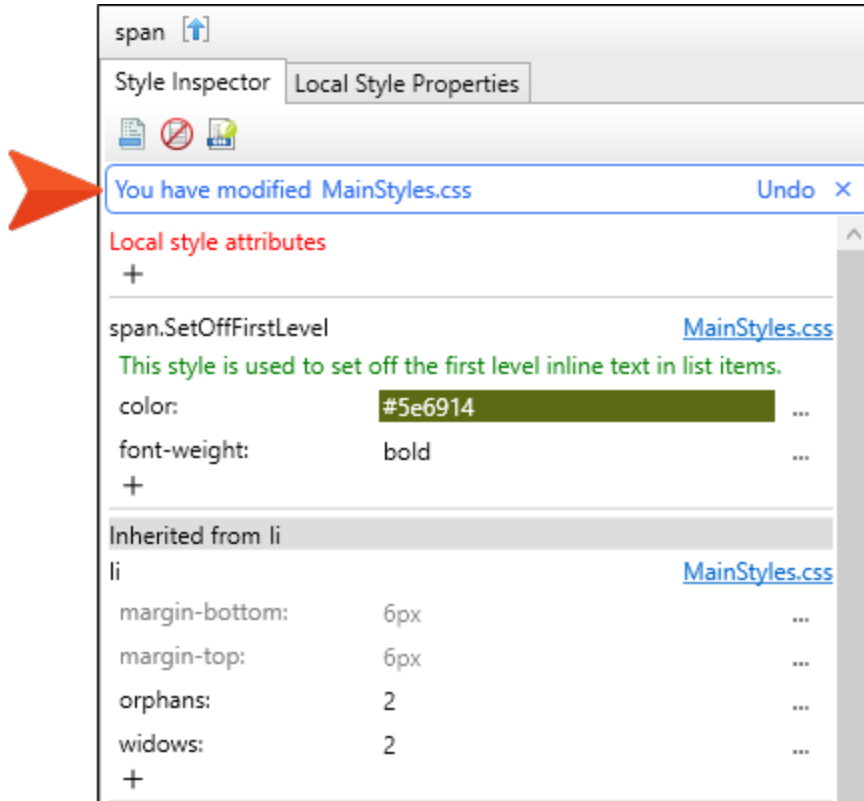 span
Style Inspector Local Style Properties
You have modified MainStyles.css Undo ×
Local style attributes
+
span.SetOffFirstLevel MainStyles.css
This style is used to set off the first level inline text in list items.
color: #5e6914 ...
font-weight: bold ...
+
Inherited from li
li MainStyles.css
margin-bottom: 6px ...
margin-top: 6px ...
orphans: 2 ...
widows: 2 ...
+